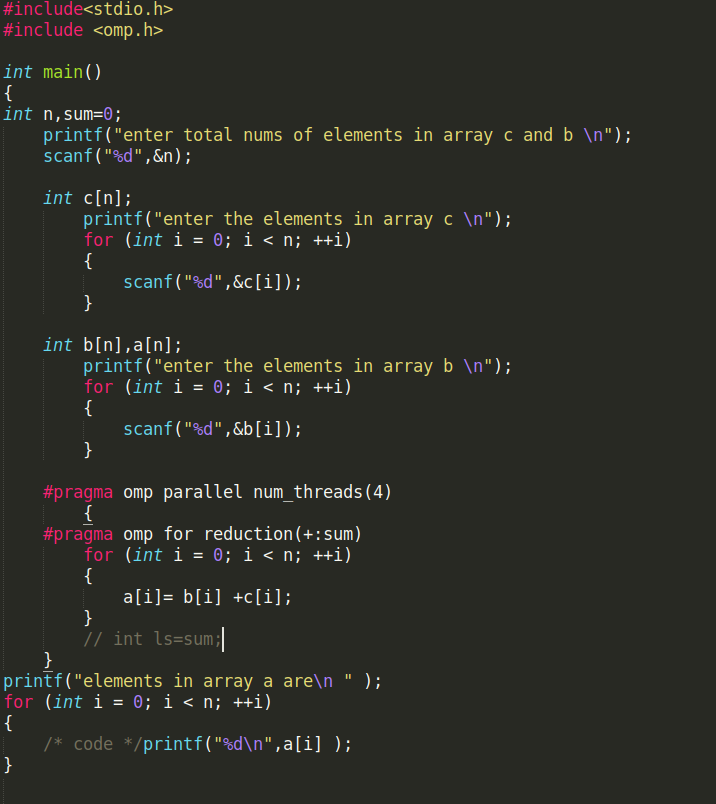 #include<stdio.h>
#include <omp.h>
int main()
{
int n,sum=0;
printf("enter total nums of elements in array c and b \n");
scanf("%d",&n);
int c[n];
printf("enter the elements in array c \n");
for (int i = 0; i < n; ++i)
{
scanf("%d",&c[i]);
}
int b[n],a[n];
printf("enter the elements in array b \n");
for (int i = 0; i < n; ++i)
{
scanf("%d",&b[i]);
}
#pragma omp parallel num_threads(4)
{
#pragma omp for reduction(+:sum)
for (int i = 0; i < n; ++i)
{
a[i]= b[i] +c[i];
}
// int ls=sum;
}
printf("elements in array a are\n " );
for (int i = 0; i < n; ++i)
{
/* code */printf("%d\n",a[i] );
}